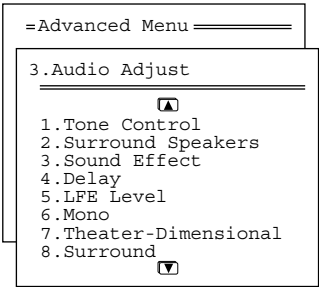 =Advanced Menu
3.Audio Adjust
1.Tone Control
2.Surround Speakers
3.Sound Effect
4.Delay
5.LFE Level
6.Mono
7.Theater-Dimensional
8.Surround